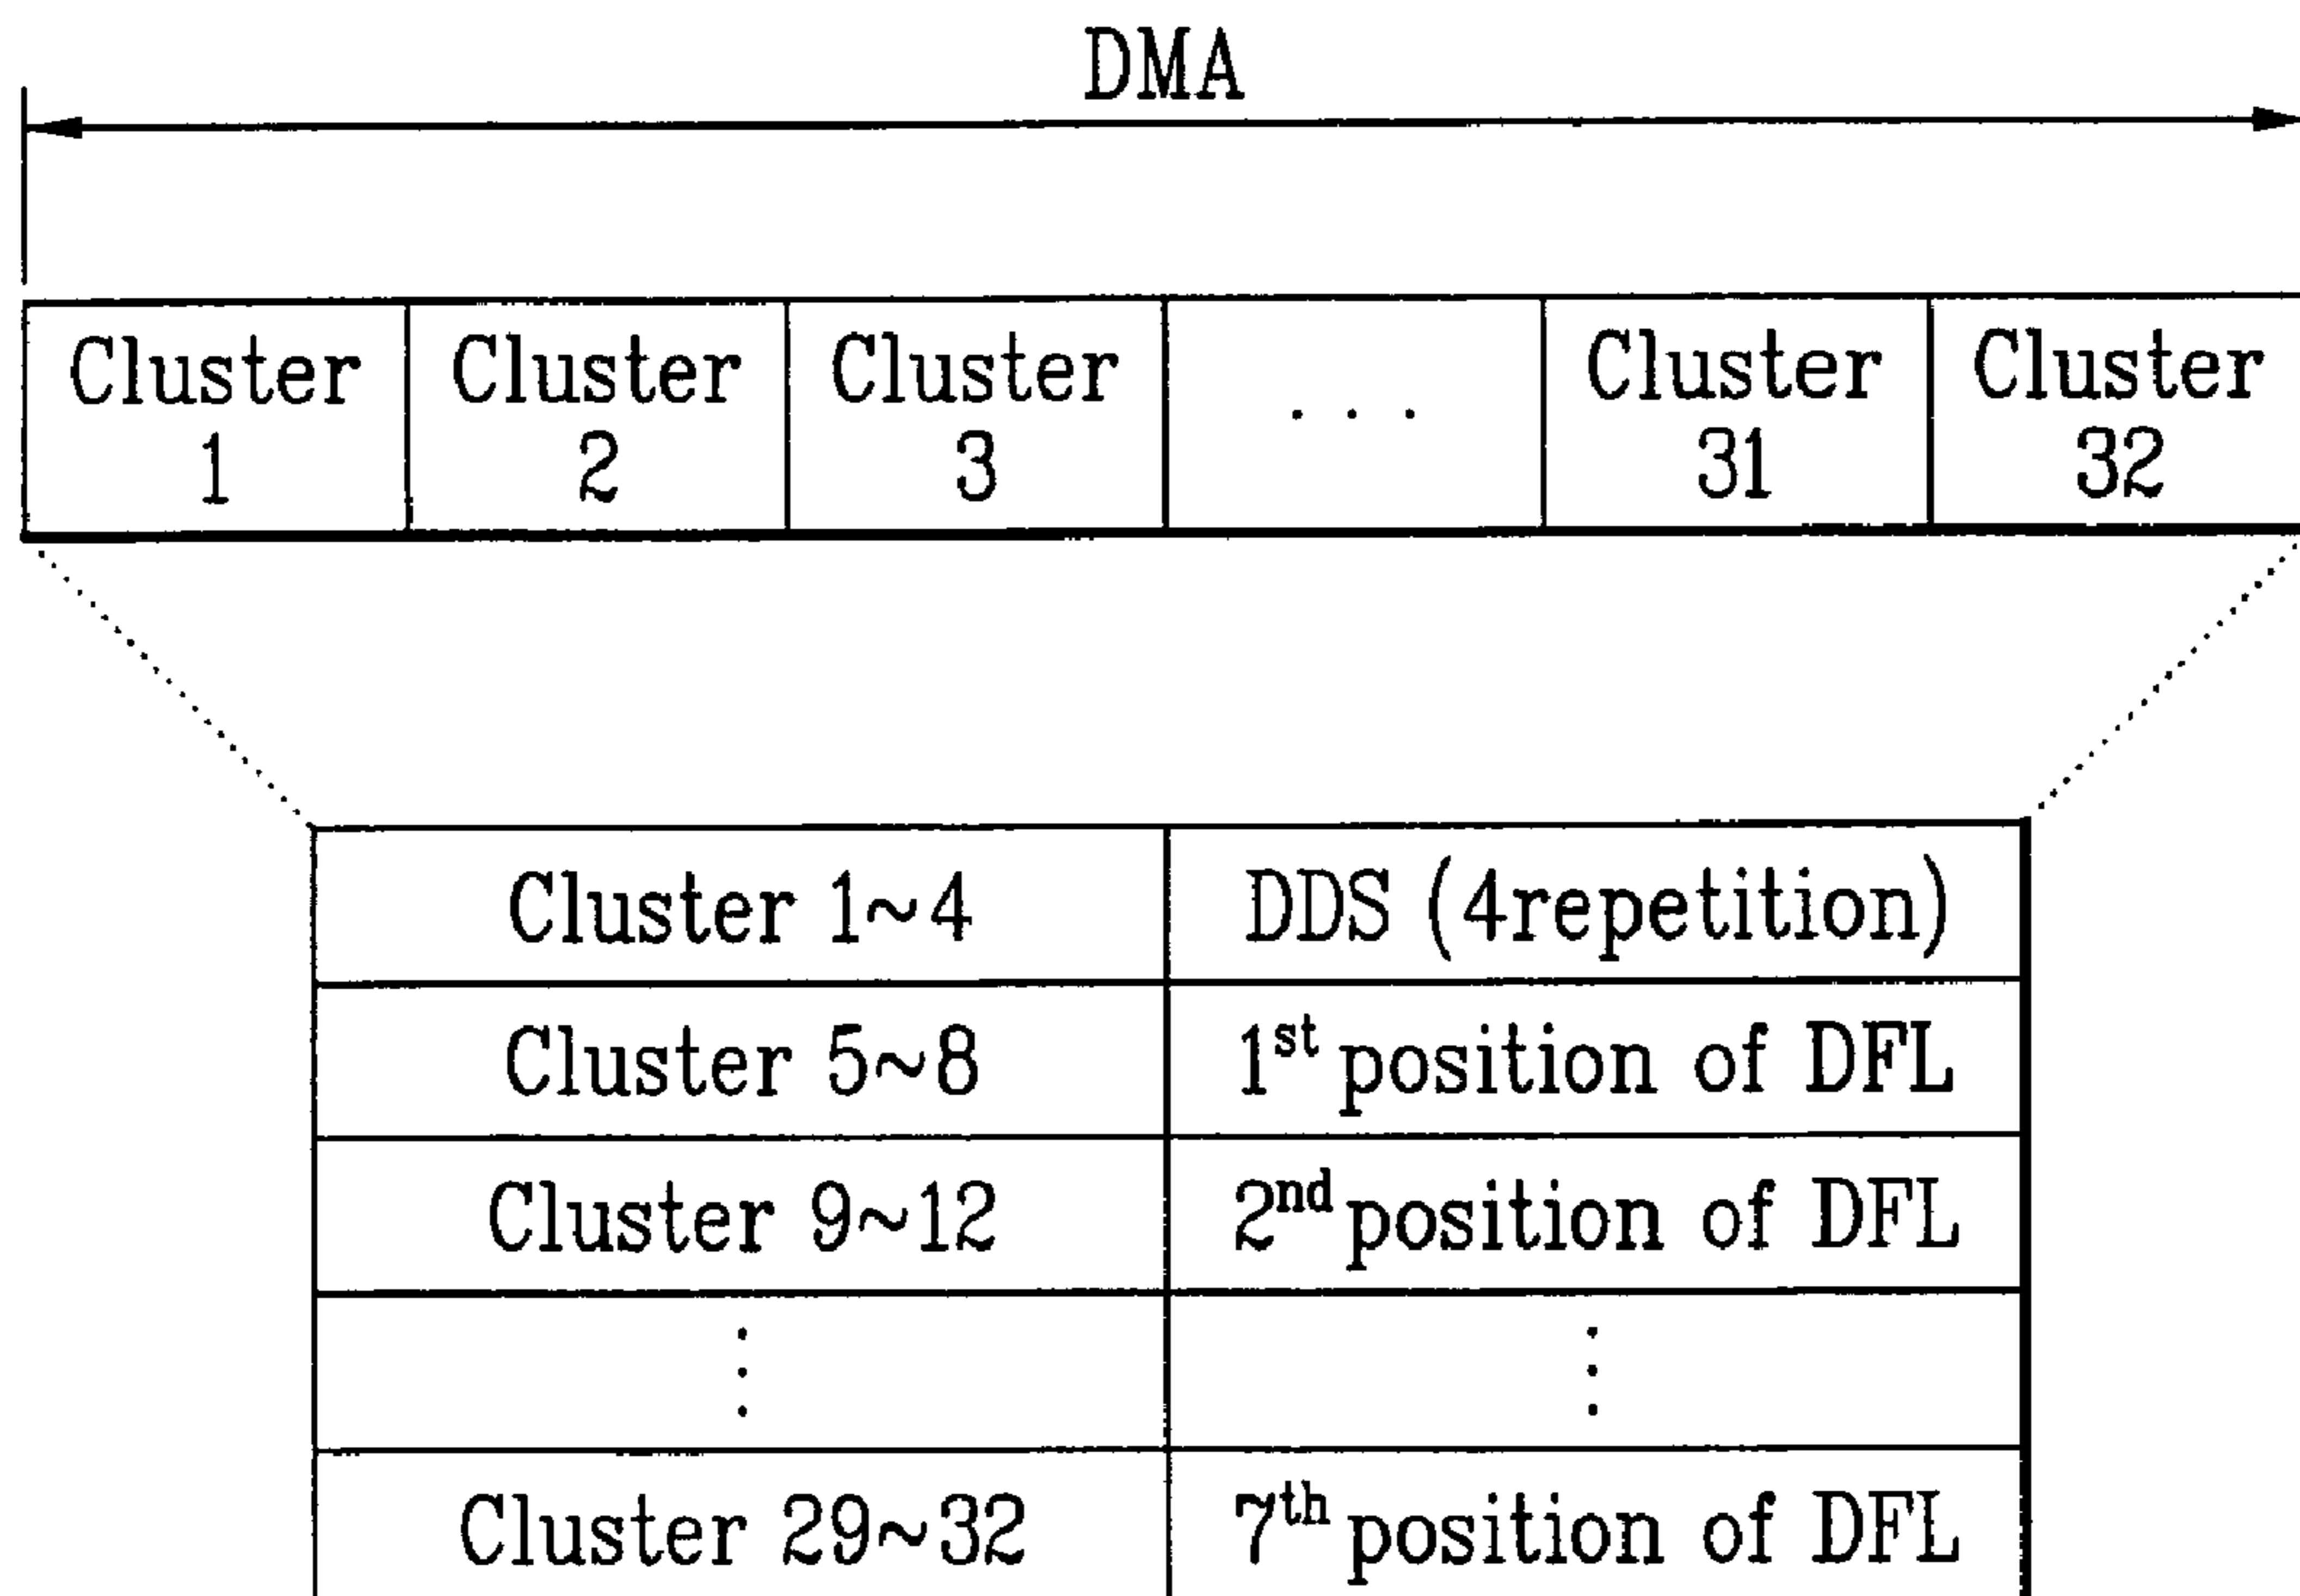 DMA
Cluster 1
Cluster 2
Cluster 3
. . .
Cluster 31
Cluster 32
Cluster 1~4 DDS (4repetition)
Cluster 5~8 1st position of DFL
Cluster 9~12 2nd position of DFL
Cluster 29~32 7th position of DFL